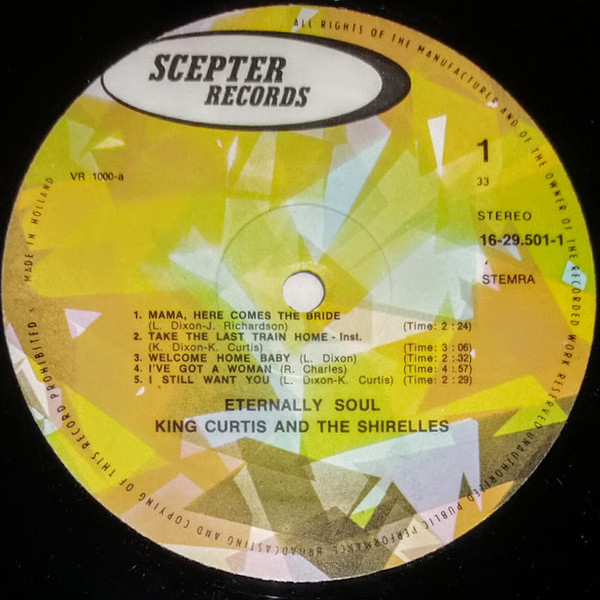 SCEPTER
RECORDS
VR 1000-a
1
33
STEREO
16-29.501-1
STEMRA
1. MAMA, HERE COMES THE BRIDE
(L. Dixon-J. Richardson) (Time: 2 : 24)
2. TAKE THE LAST TRAIN HOME - Inst.
(K. Curtis) (Time: 3 : 06)
3. WELCOME HOME BABY (L. Dixon) (Time: 2 : 32)
4. I'VE GOT A WOMAN (R. Charles) (Time: 4 : 57)
5. I STILL WANT YOU (L. Dixon-K. Curtis) (Time: 2 : 29)
ETERNALLY SOUL
KING CURTIS AND THE SHIRELLES
ALL RIGHTS OF THE MANUFACTURER AND OF THE OWNER OF THE RECORDED WORK RESERVED UNAUTHORISED PUBLIC PERFORMANCE BROADCASTING AND COPYING OF THIS RECORD PROHIBITED • MADE IN HOLLAND